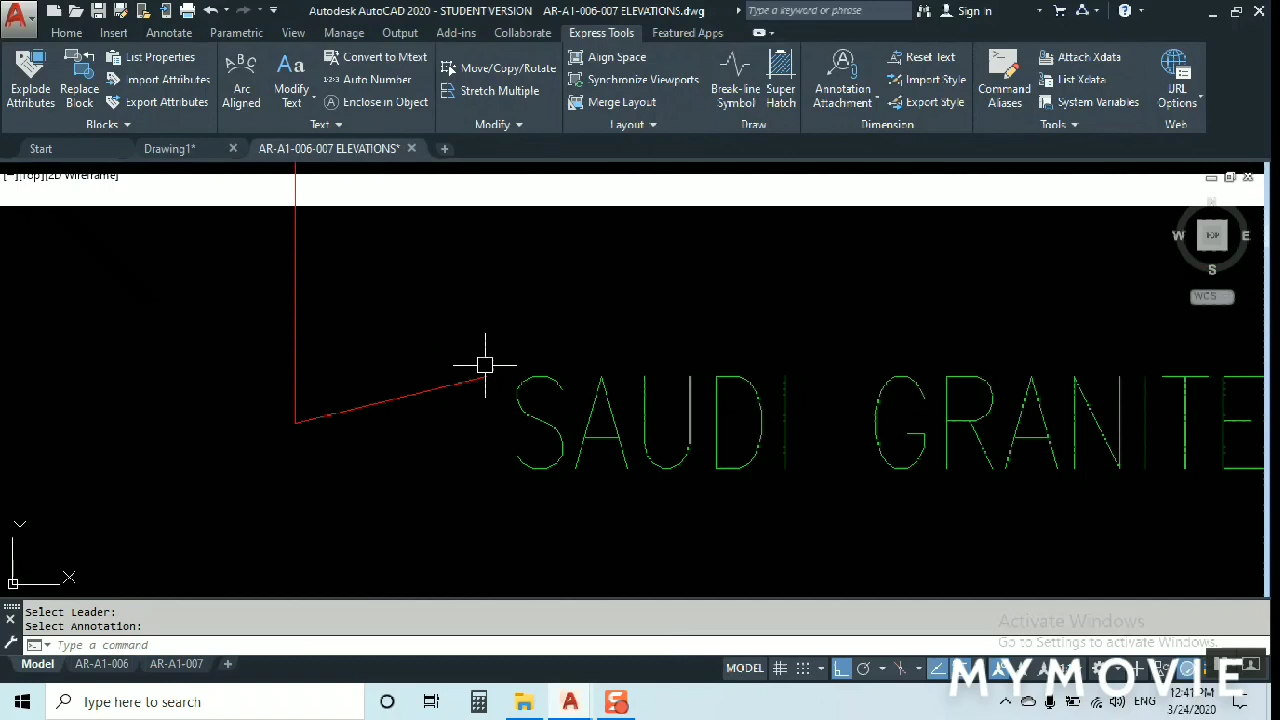 Autodesk AutoCAD 2020 - STUDENT VERSION AR-A1-006-007 ELEVATIONS.dwg Type a keyword or phrase Sign In
Home Insert Annotate Parametric View Manage Output Add-ins Collaborate Express Tools Featured Apps
Explode Attributes
Replace Block
List Properties
Import Attributes
Export Attributes
Blocks
Arc Aligned
Modify Text
Convert to Mtext
Auto Number
Enclose in Object
Text
Move/Copy/Rotate
Stretch Multiple
Modify
Align Space
Synchronize Viewports
Merge Layout
Layout
Break-line Symbol
Super Hatch
Draw
Annotation Attachment
Reset Text
Import Style
Export Style
Dimension
Command Aliases
Attach Xdata
List Xdata
System Variables
Tools
URL Options
Web
Start Drawing1* AR-A1-006-007 ELEVATIONS*
[−][Top][2D Wireframe]
N
W TOP E
S
WCS
SAUDI GRANITE
Y
X
Select Leader:
Select Annotation:
Type a command
Activate Windows
Go to Settings to activate Windows.
Model AR-A1-006 AR-A1-007
MODEL
MYMOVIE
Type here to search
ENG
12:41 PM
3/24/2020